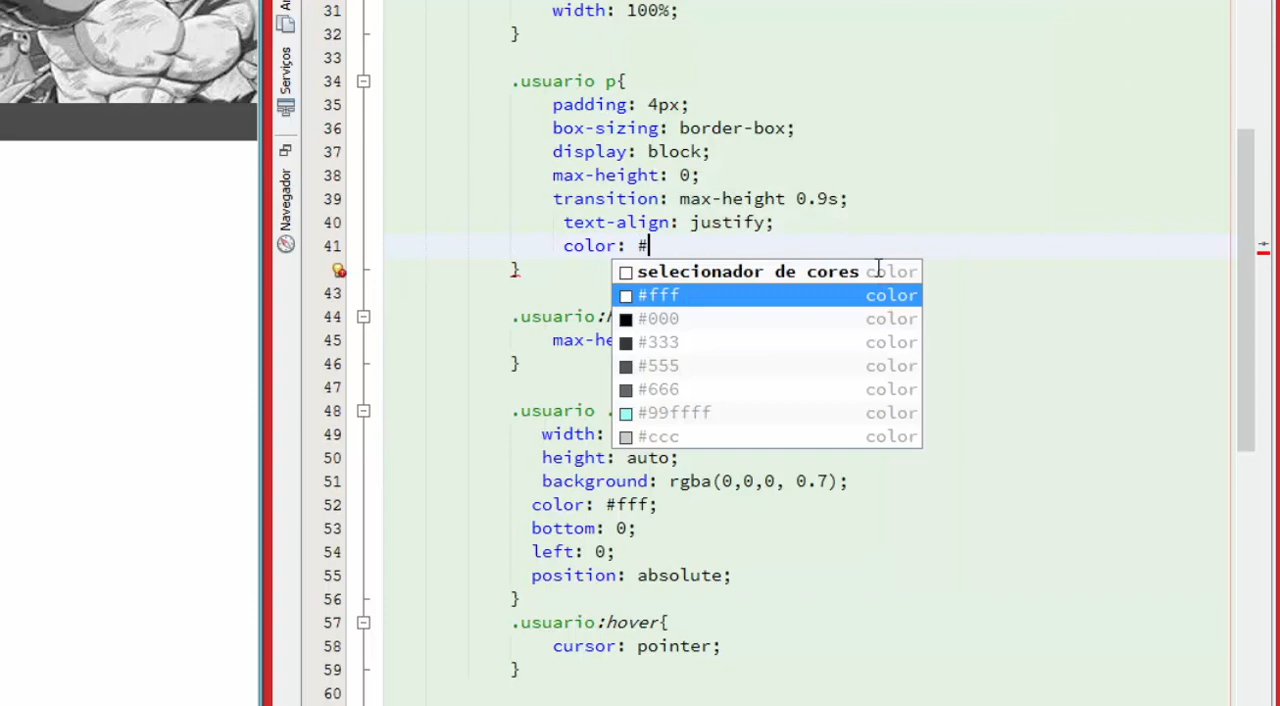 31 width: 100%;
32 }
33
34 .usuario p{
35 padding: 4px;
36 box-sizing: border-box;
37 display: block;
38 max-height: 0;
39 transition: max-height 0.9s;
40 text-align: justify;
41 color: #
}
selecionador de cores color
#fff color
#000 color
#333 color
#555 color
#666 color
#99ffff color
#ccc color
43
44 .usuario:h
45 max-he
46 }
47
48 .usuario .
49 width:
50 height: auto;
51 background: rgba(0,0,0, 0.7);
52 color: #fff;
53 bottom: 0;
54 left: 0;
55 position: absolute;
56 }
57 .usuario:hover{
58 cursor: pointer;
59 }
60
Serviços
Navegador